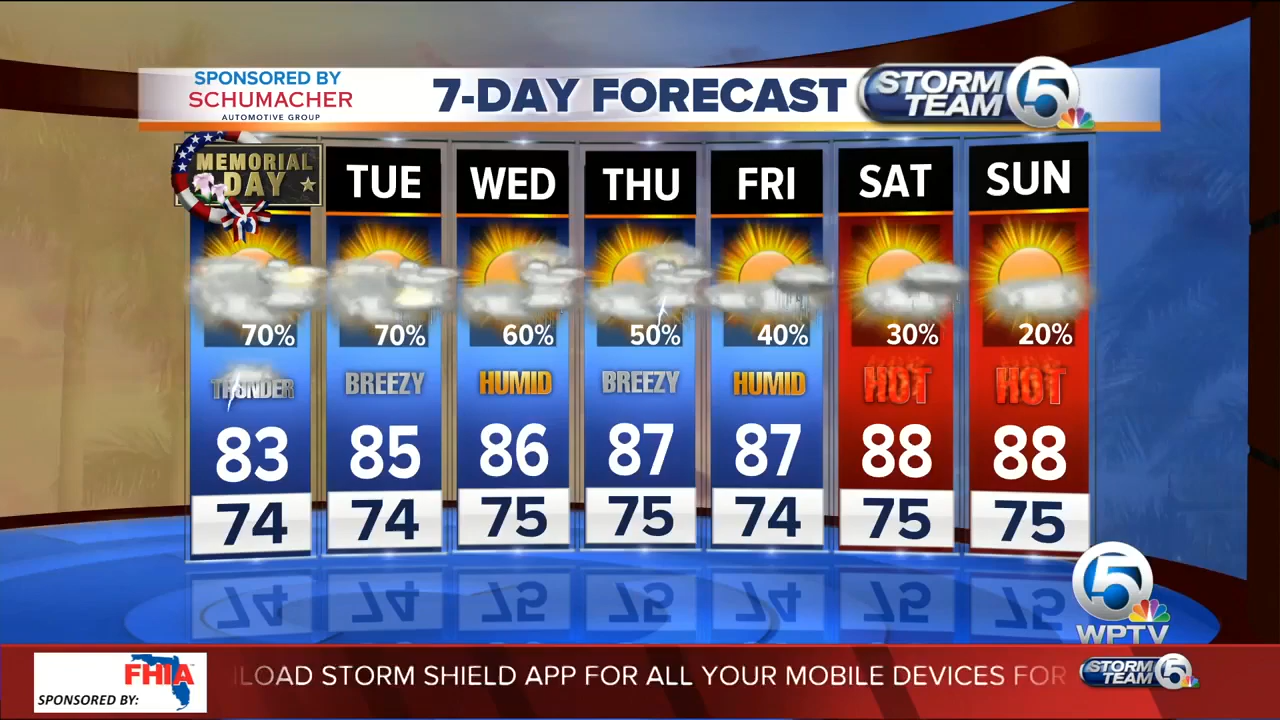 SPONSORED BY
SCHUMACHER
AUTOMOTIVE GROUP
7-DAY FORECAST
STORM
TEAM
5
MEMORIAL
DAY
TUE
WED
THU
FRI
SAT
SUN
70%
70%
60%
50%
40%
30%
20%
THUNDER
BREEZY
HUMID
BREEZY
HUMID
HOT
HOT
83
85
86
87
87
88
88
74
74
75
75
74
75
75
5
WPTV
FHIA
SPONSORED BY:
LOAD STORM SHIELD APP FOR ALL YOUR MOBILE DEVICES FOR
STORM
TEAM
5